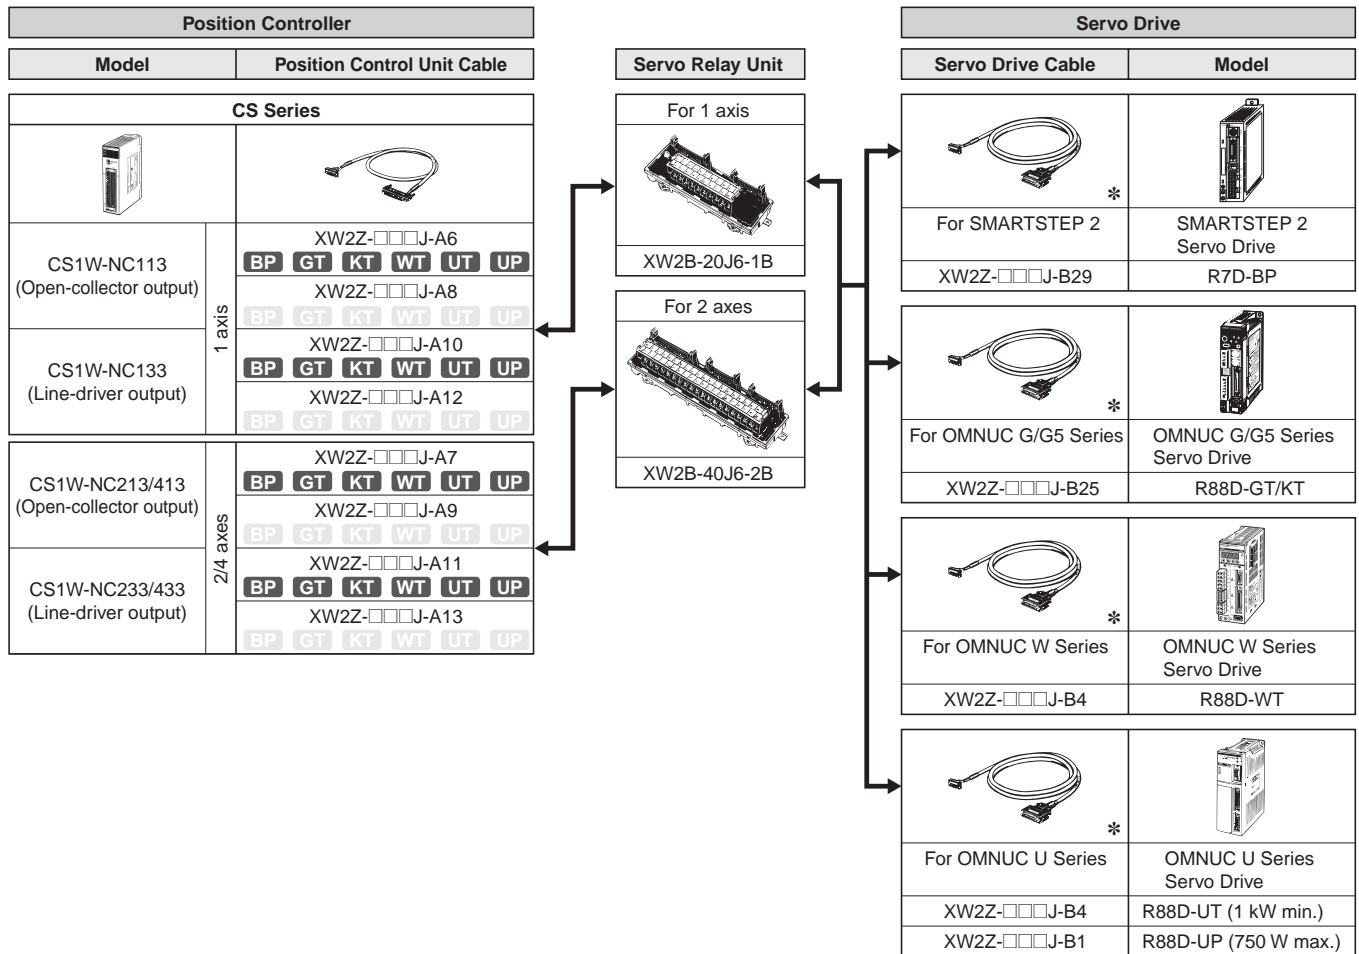 Position Controller
Model
Position Control Unit Cable
CS Series
CS1W-NC113
(Open-collector output)
CS1W-NC133
(Line-driver output)
1 axis
XW2Z-□□□J-A6
BP GT KT WT UT UP
XW2Z-□□□J-A8
BP GT KT WT UT UP
XW2Z-□□□J-A10
BP GT KT WT UT UP
XW2Z-□□□J-A12
BP GT KT WT UT UP
CS1W-NC213/413
(Open-collector output)
CS1W-NC233/433
(Line-driver output)
2/4 axes
XW2Z-□□□J-A7
BP GT KT WT UT UP
XW2Z-□□□J-A9
BP GT KT WT UT UP
XW2Z-□□□J-A11
BP GT KT WT UT UP
XW2Z-□□□J-A13
BP GT KT WT UT UP
Servo Relay Unit
For 1 axis
XW2B-20J6-1B
For 2 axes
XW2B-40J6-2B
Servo Drive
Servo Drive Cable
Model
*
For SMARTSTEP 2
SMARTSTEP 2
Servo Drive
XW2Z-□□□J-B29
R7D-BP
*
For OMNUC G/G5 Series
OMNUC G/G5 Series
Servo Drive
XW2Z-□□□J-B25
R88D-GT/KT
*
For OMNUC W Series
OMNUC W Series
Servo Drive
XW2Z-□□□J-B4
R88D-WT
*
For OMNUC U Series
OMNUC U Series
Servo Drive
XW2Z-□□□J-B4
R88D-UT (1 kW min.)
XW2Z-□□□J-B1
R88D-UP (750 W max.)